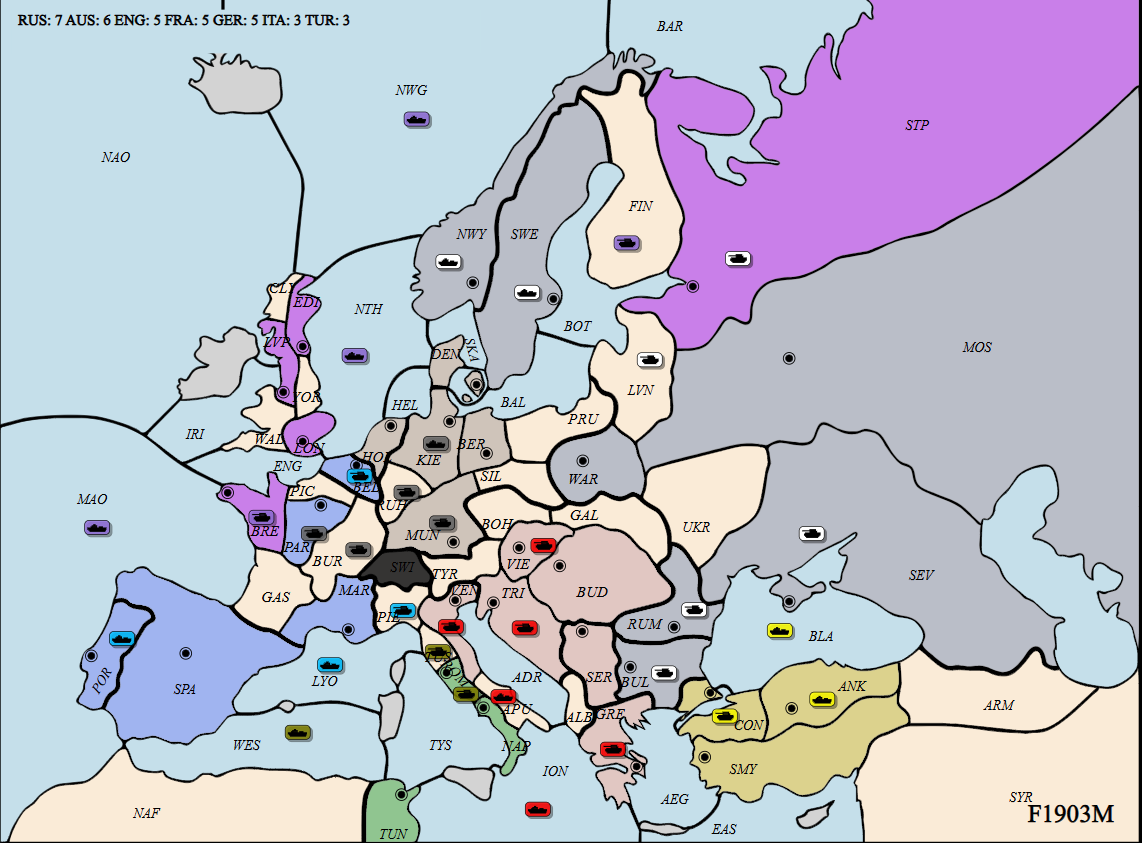 RUS: 7 AUS: 6 ENG: 5 FRA: 5 GER: 5 ITA: 3 TUR: 3
BAR
NWG
STP
NAO
FIN
NWY
SWE
CLY
EDI
NTH
BOT
MOS
LVP
DEN
SKA
LVN
YOR
HEL
BAL
PRU
IRI
WAL
LON
HOL
KIE
BER
ENG
SIL
WAR
BEL
PIC
MAO
RUH
GAL
BRE
BOH
UKR
PAR
MUN
BUR
VIE
SWI
TYR
SEV
GAS
MAR
VEN
TRI
BUD
PIE
RUM
BLA
TUS
POR
SPA
LYO
ROM
ADR
SER
BUL
ANK
APU
ALB
GRE
CON
ARM
WES
TYS
NAP
ION
SMY
AEG
SYR
NAF
F1903M
TUN
EAS